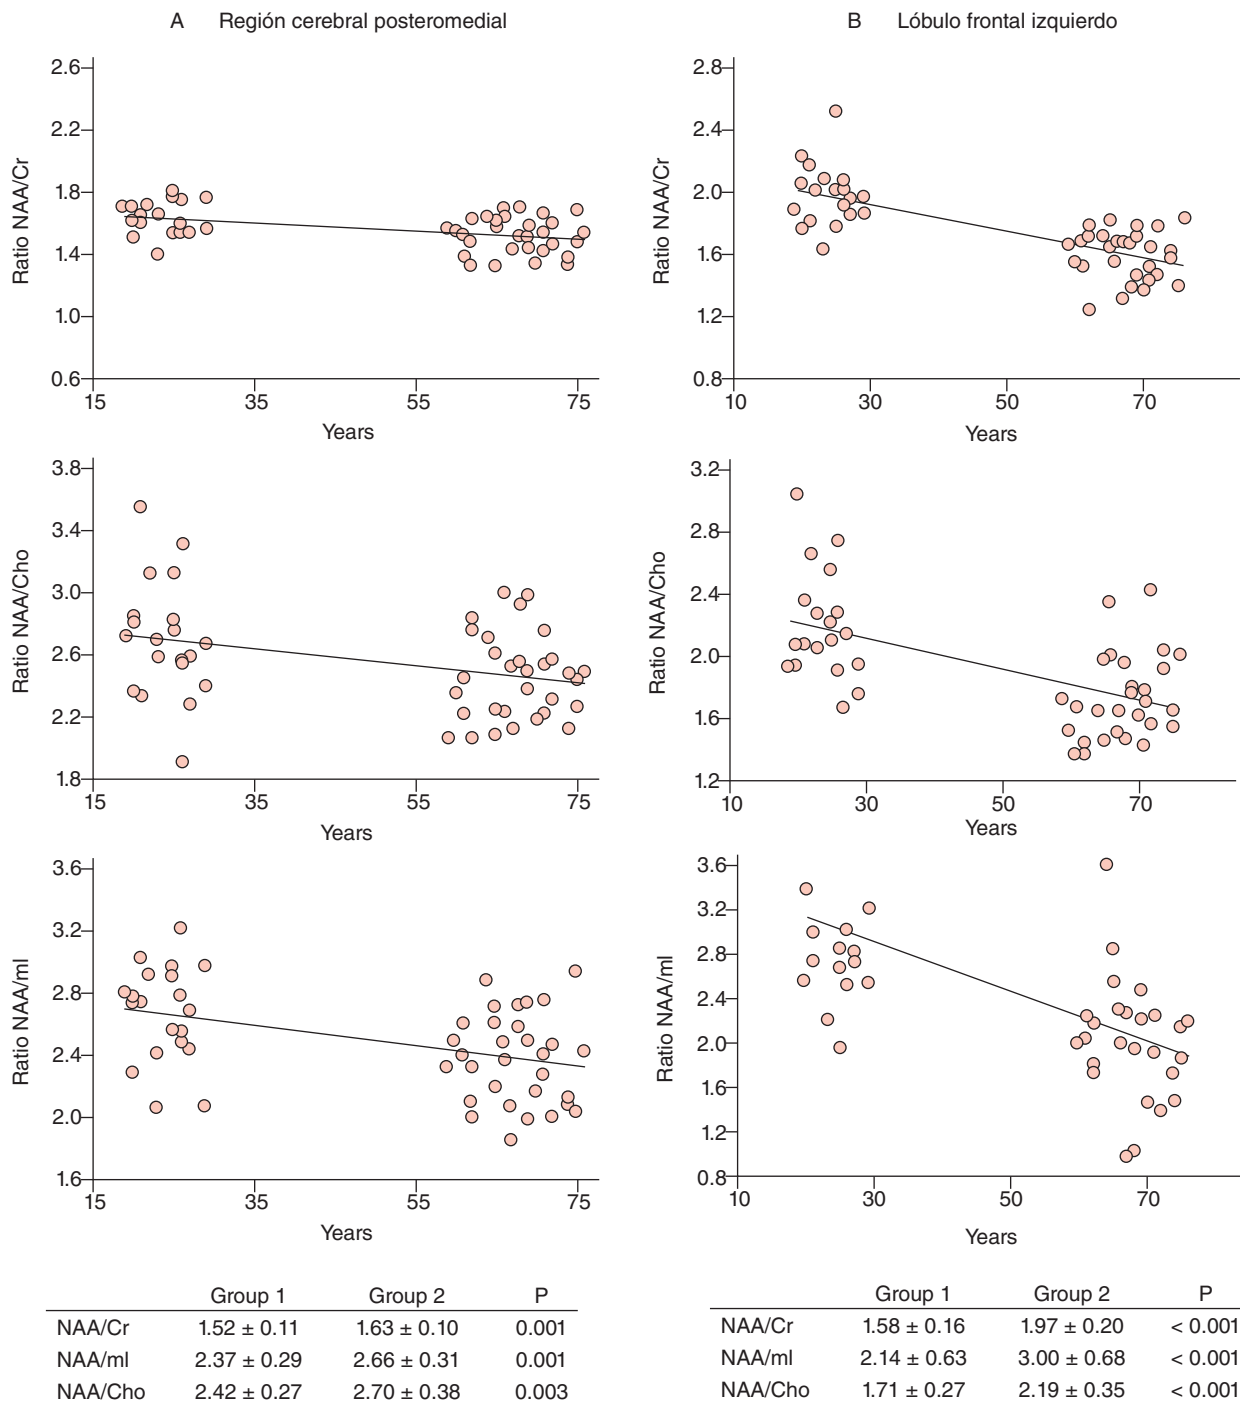 A Región cerebral posteromedial
2.6
2.2
1.8
1.4
1.0
0.6
Ratio NAA/Cr
15 35 55 75
Years
3.8
3.4
3.0
2.6
2.2
1.8
Ratio NAA/Cho
15 35 55 75
Years
3.6
3.2
2.8
2.4
2.0
1.6
Ratio NAA/ml
15 35 55 75
Years
Group 1 Group 2 P
NAA/Cr 1.52 ± 0.11 1.63 ± 0.10 0.001
NAA/ml 2.37 ± 0.29 2.66 ± 0.31 0.001
NAA/Cho 2.42 ± 0.27 2.70 ± 0.38 0.003
B Lóbulo frontal izquierdo
2.8
2.4
2.0
1.6
1.2
0.8
Ratio NAA/Cr
10 30 50 70
Years
3.2
2.8
2.4
2.0
1.6
1.2
Ratio NAA/Cho
10 30 50 70
Years
3.6
3.2
2.8
2.4
2.0
1.6
1.2
0.8
Ratio NAA/ml
10 30 50 70
Years
Group 1 Group 2 P
NAA/Cr 1.58 ± 0.16 1.97 ± 0.20 < 0.001
NAA/ml 2.14 ± 0.63 3.00 ± 0.68 < 0.001
NAA/Cho 1.71 ± 0.27 2.19 ± 0.35 < 0.001